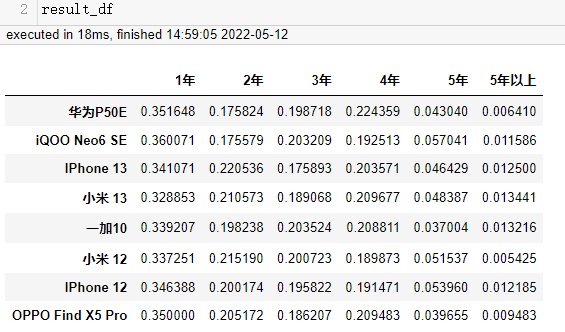 2 result_df
executed in 18ms, finished 14:59:05 2022-05-12
1年 2年 3年 4年 5年 5年以上
华为P50E 0.351648 0.175824 0.198718 0.224359 0.043040 0.006410
iQOO Neo6 SE 0.360071 0.175579 0.203209 0.192513 0.057041 0.011586
IPhone 13 0.341071 0.220536 0.175893 0.203571 0.046429 0.012500
小米 13 0.328853 0.210573 0.189068 0.209677 0.048387 0.013441
一加10 0.339207 0.198238 0.203524 0.208811 0.037004 0.013216
小米 12 0.337251 0.215190 0.200723 0.189873 0.051537 0.005425
IPhone 12 0.346388 0.200174 0.195822 0.191471 0.053960 0.012185
OPPO Find X5 Pro 0.350000 0.205172 0.186207 0.209483 0.039655 0.009483